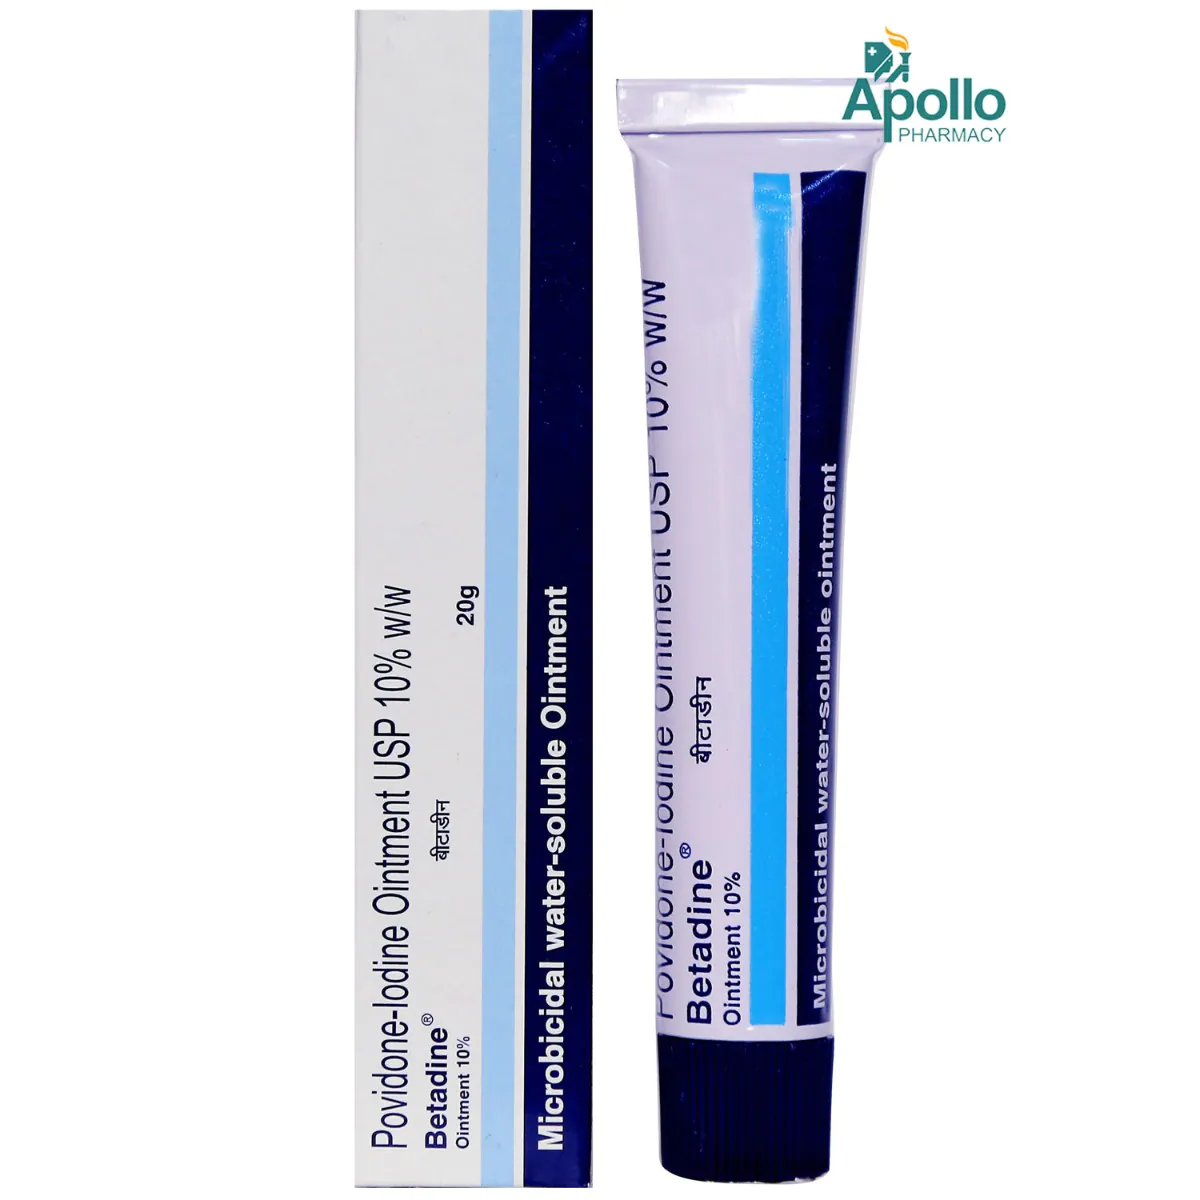 Povidone-Iodine Ointment USP 10% w/w
बीटाडीन
Betadine®
Ointment 10%
20g
Microbicidal water-soluble Ointment
Apollo
PHARMACY
Povidone-Iodine Ointment USP 10% w/w
बीटाडीन
Betadine®
Ointment 10%
Microbicidal water-soluble ointment